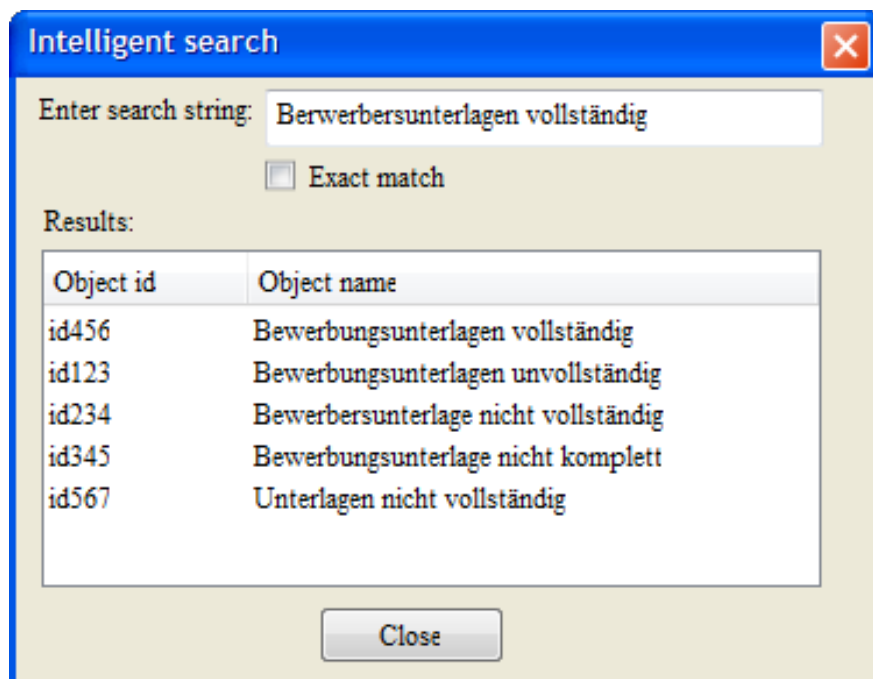 Intelligent search
Enter search string: Berwerbersunterlagen vollständig
Exact match
Results:
Object id Object name
id456 Bewerbungsunterlagen vollständig
id123 Bewerbungsunterlagen unvollständig
id234 Bewerbersunterlage nicht vollständig
id345 Bewerbungsunterlage nicht komplett
id567 Unterlagen nicht vollständig
Close